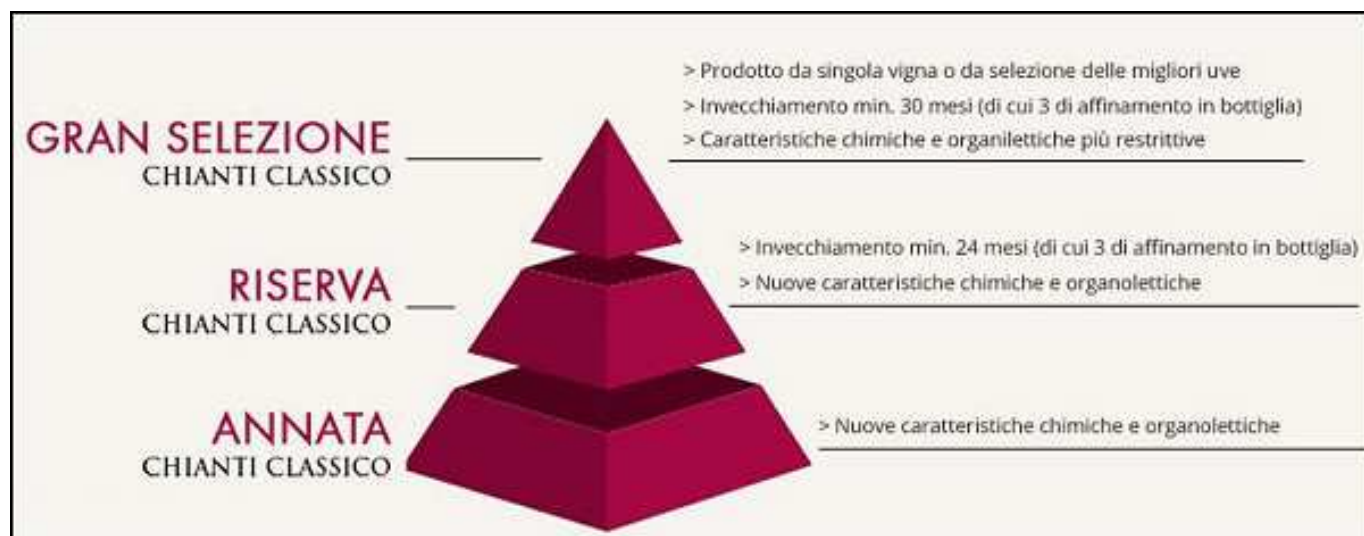 > Prodotto da singola vigna o da selezione delle migliori uve
> Invecchiamento min. 30 mesi (di cui 3 di affinamento in bottiglia)
> Caratteristiche chimiche e organilettiche più restrittive
GRAN SELEZIONE
CHIANTI CLASSICO
> Invecchiamento min. 24 mesi (di cui 3 di affinamento in bottiglia)
> Nuove caratteristiche chimiche e organolettiche
RISERVA
CHIANTI CLASSICO
> Nuove caratteristiche chimiche e organolettiche
ANNATA
CHIANTI CLASSICO